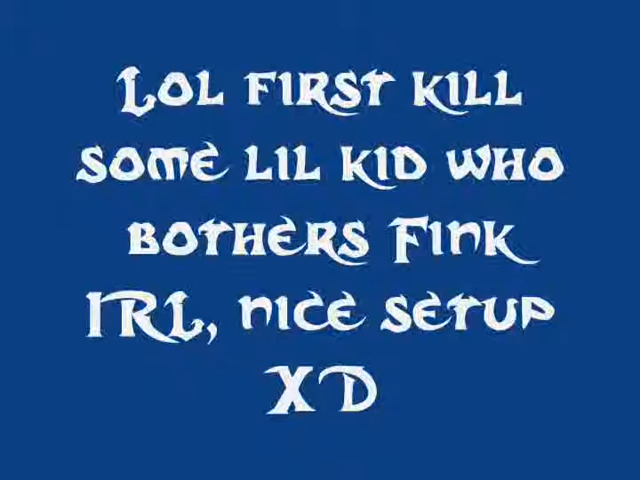 Lol first kill
some lil kid who
bothers Fink
IRL, nice setup
XD